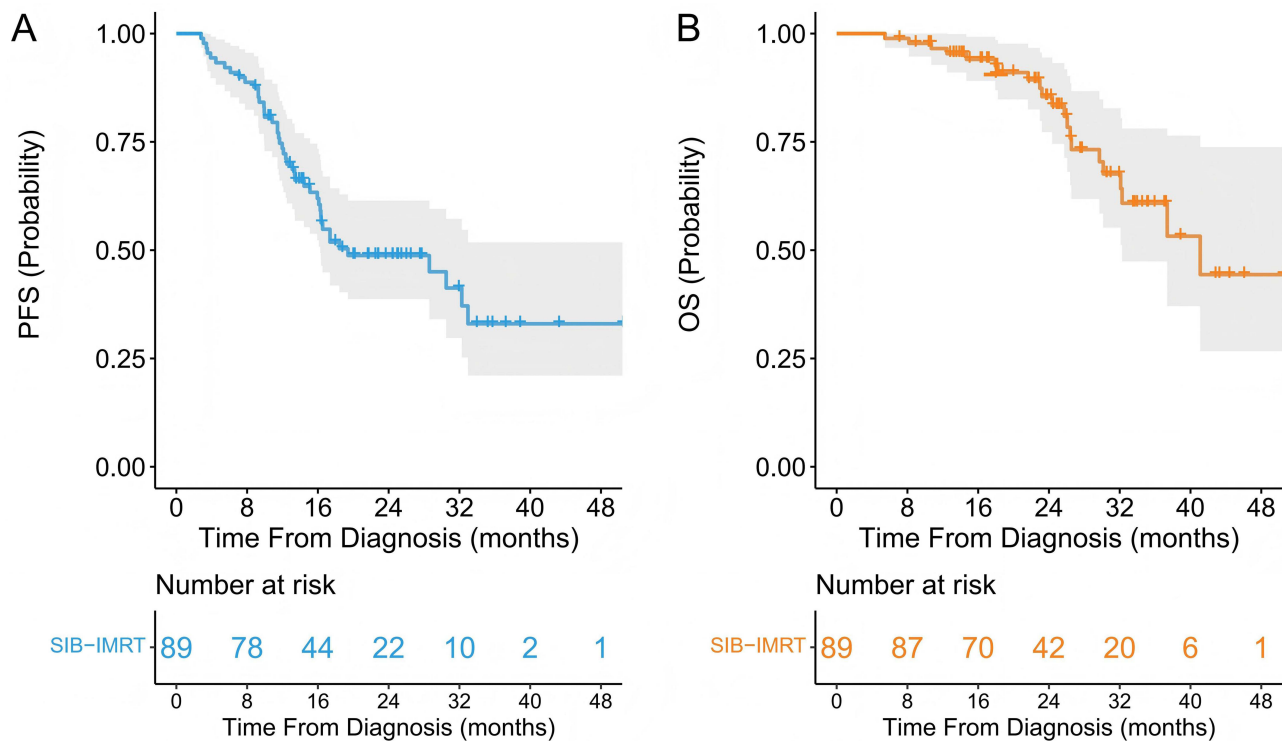 A
PFS (Probability)
1.00
0.75
0.50
0.25
0.00
0 8 16 24 32 40 48
Time From Diagnosis (months)
Number at risk
SIB−IMRT 89 78 44 22 10 2 1
0 8 16 24 32 40 48
Time From Diagnosis (months)
B
OS (Probability)
1.00
0.75
0.50
0.25
0.00
0 8 16 24 32 40 48
Time From Diagnosis (months)
Number at risk
SIB−IMRT 89 87 70 42 20 6 1
0 8 16 24 32 40 48
Time From Diagnosis (months)